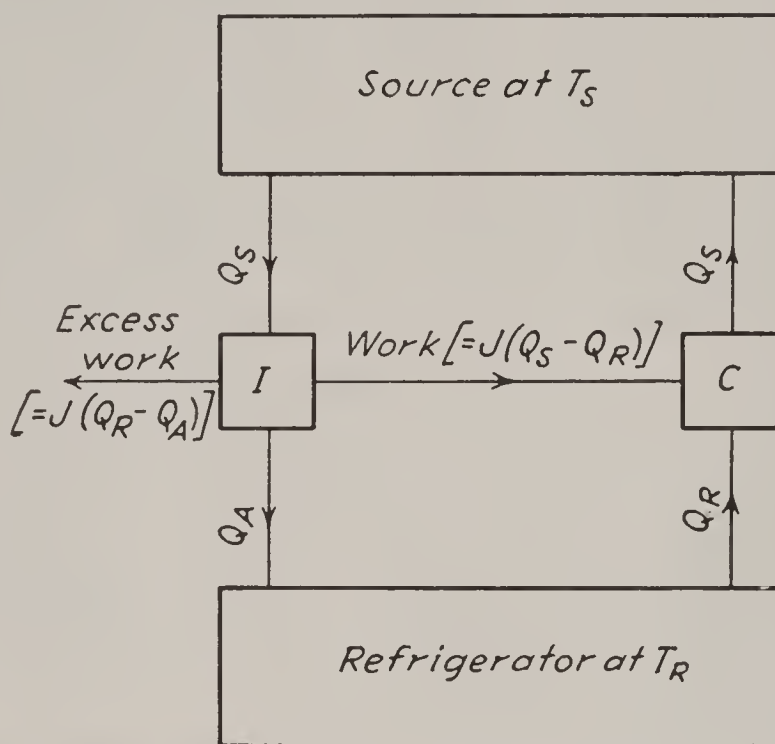 Source at T_S
Q_S
Q_S
Excess
work
[=J(Q_R - Q_A)]
I
Work [=J(Q_S - Q_R)]
C
Q_A
Q_R
Refrigerator at T_R